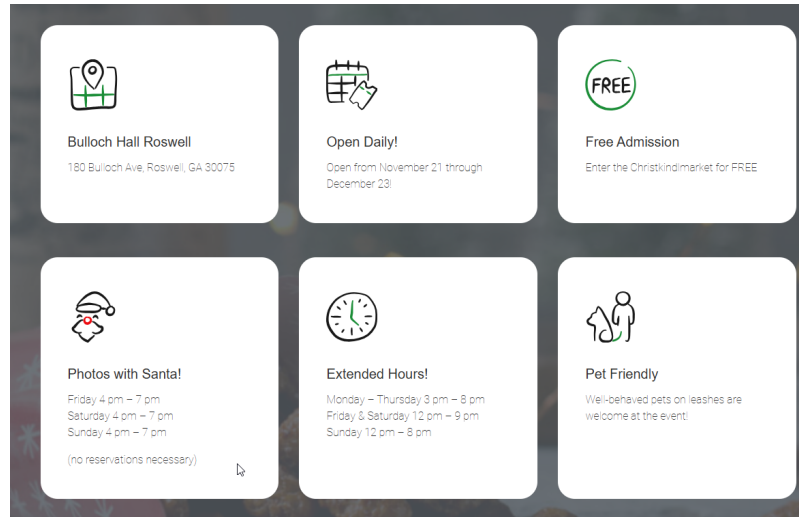 Bulloch Hall Roswell
180 Bulloch Ave, Roswell, GA 30075
Open Daily!
Open from November 21 through
December 23!
FREE
Free Admission
Enter the Christkindlmarket for FREE
Photos with Santa!
Friday 4 pm – 7 pm
Saturday 4 pm – 7 pm
Sunday 4 pm – 7 pm
(no reservations necessary)
Extended Hours!
Monday – Thursday 3 pm – 8 pm
Friday & Saturday 12 pm – 9 pm
Sunday 12 pm – 8 pm
Pet Friendly
Well-behaved pets on leashes are
welcome at the event!